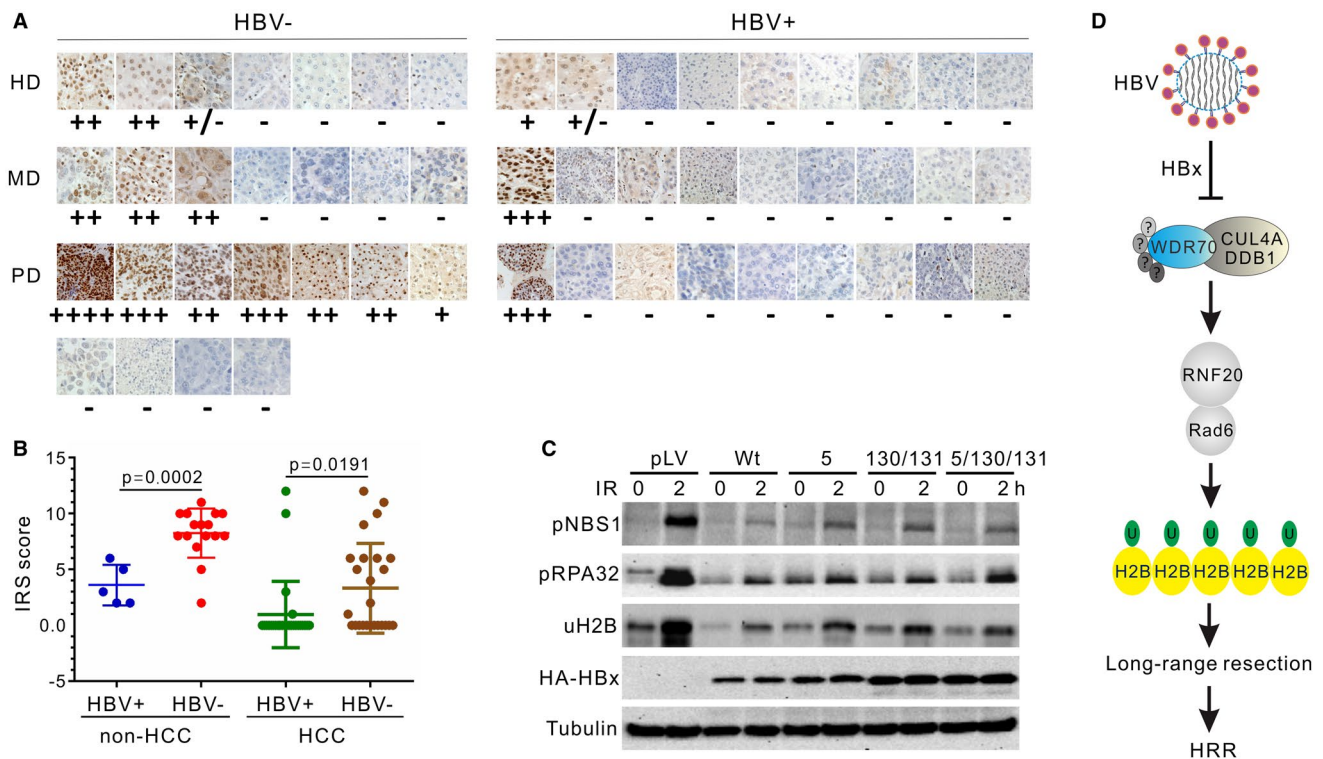 A
HBV-
HBV+
HD
++ ++ +/- - - - -
+ +/- - - - - - - -
MD
++ ++ ++ - - - -
+++ - - - - - - - -
PD
++++ +++ ++ +++ ++ ++ +
+++ - - - - - - - -
- - - -
B
IRS score
15
10
5
0.0
-5
p=0.0002
p=0.0191
HBV+ HBV- HBV+ HBV-
non-HCC HCC
C
pLV Wt 5 130/131 5/130/131
IR 0 2 0 2 0 2 0 2 0 2 h
pNBS1
pRPA32
uH2B
HA-HBx
Tubulin
D
HBV
HBx
? ? ? ?
WDR70
CUL4A
DDB1
RNF20
Rad6
U U U U U
H2B H2B H2B H2B H2B
Long-range resection
HRR